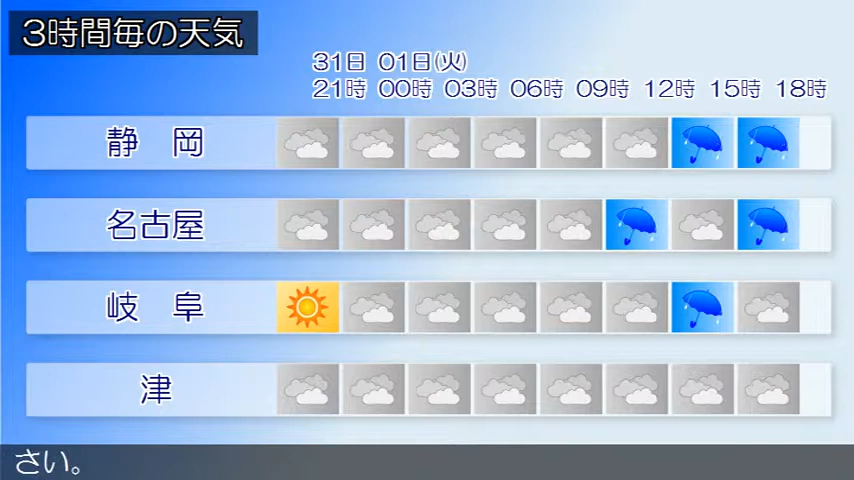 3時間毎の天気
31日 01日(火)
21時 00時 03時 06時 09時 12時 15時 18時
静 岡
名古屋
岐 阜
津
さい。